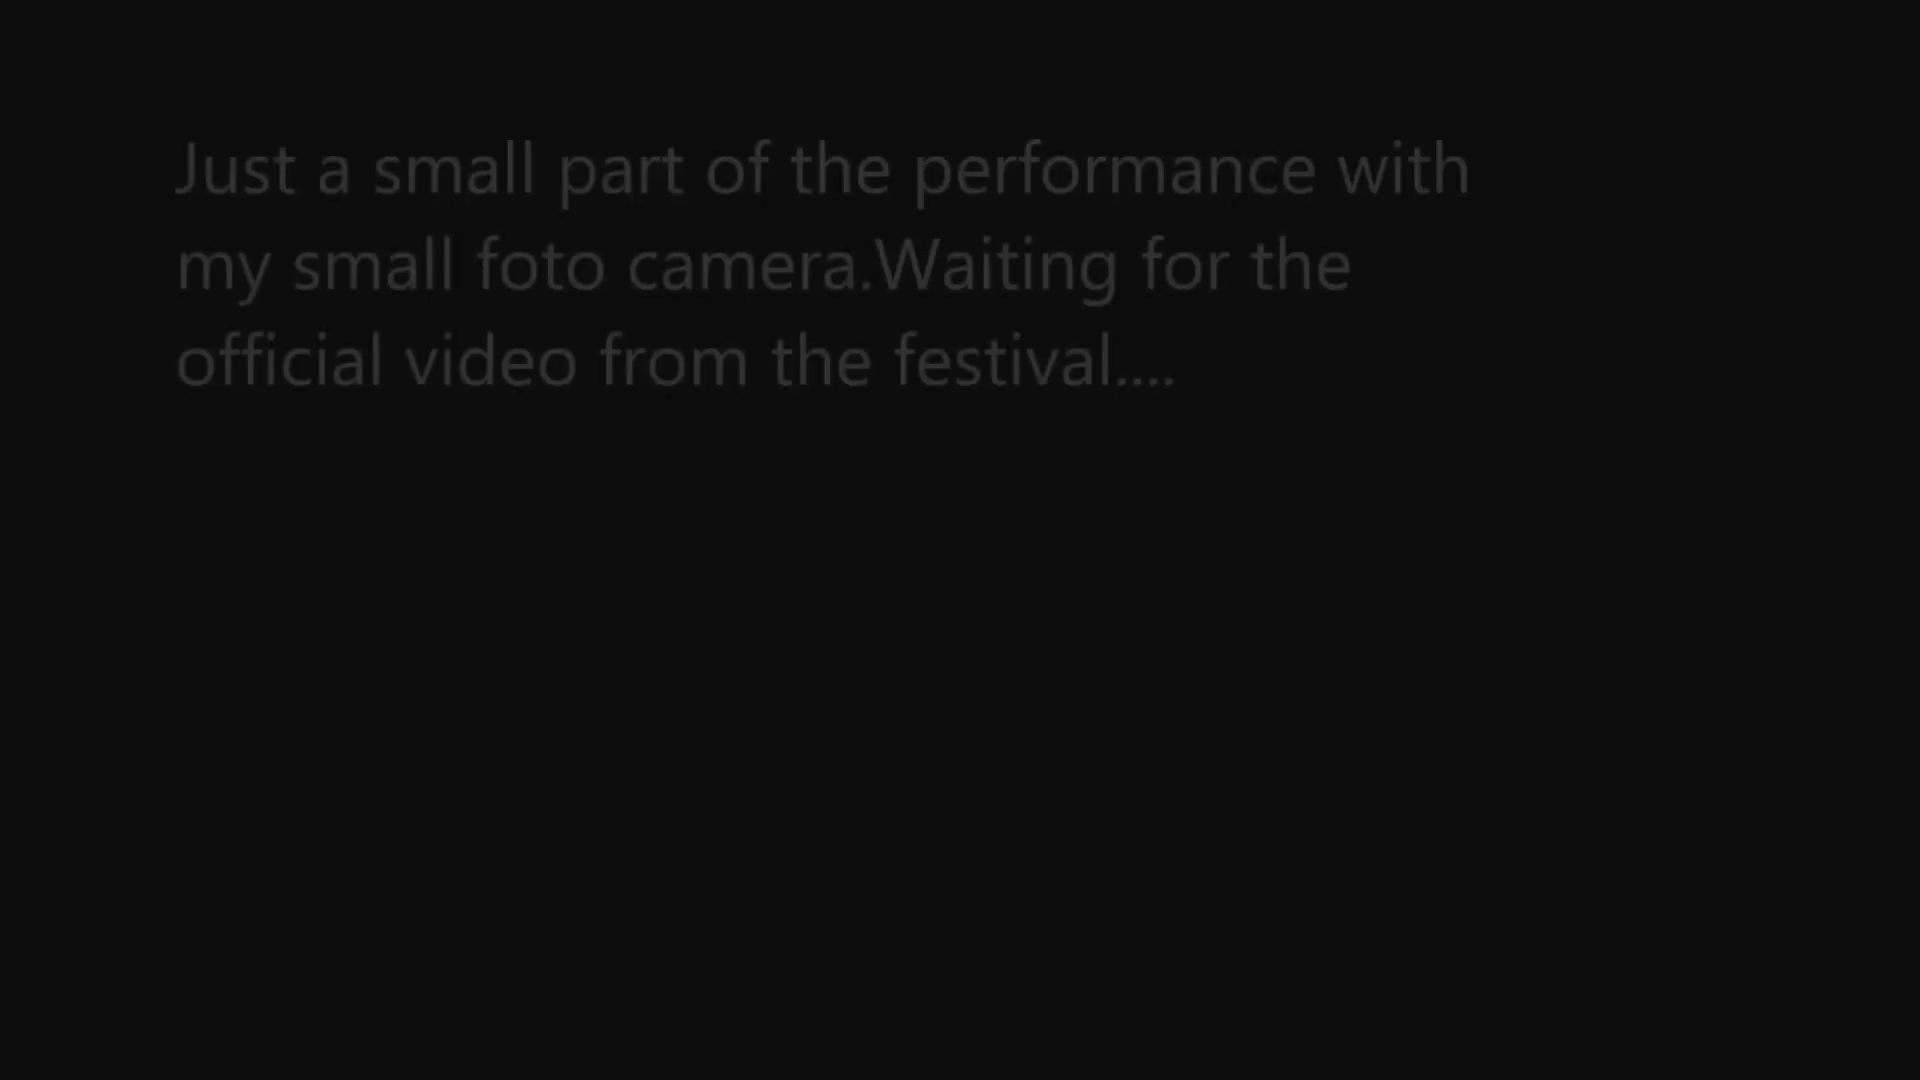 Just a small part of the performance with
my small foto camera.Waiting for the
official video from the festival....